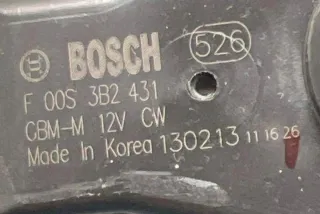 BOSCH 526
F 00S 3B2 431
CBM-M 12V CW
Made In Korea 130213 11 16 26